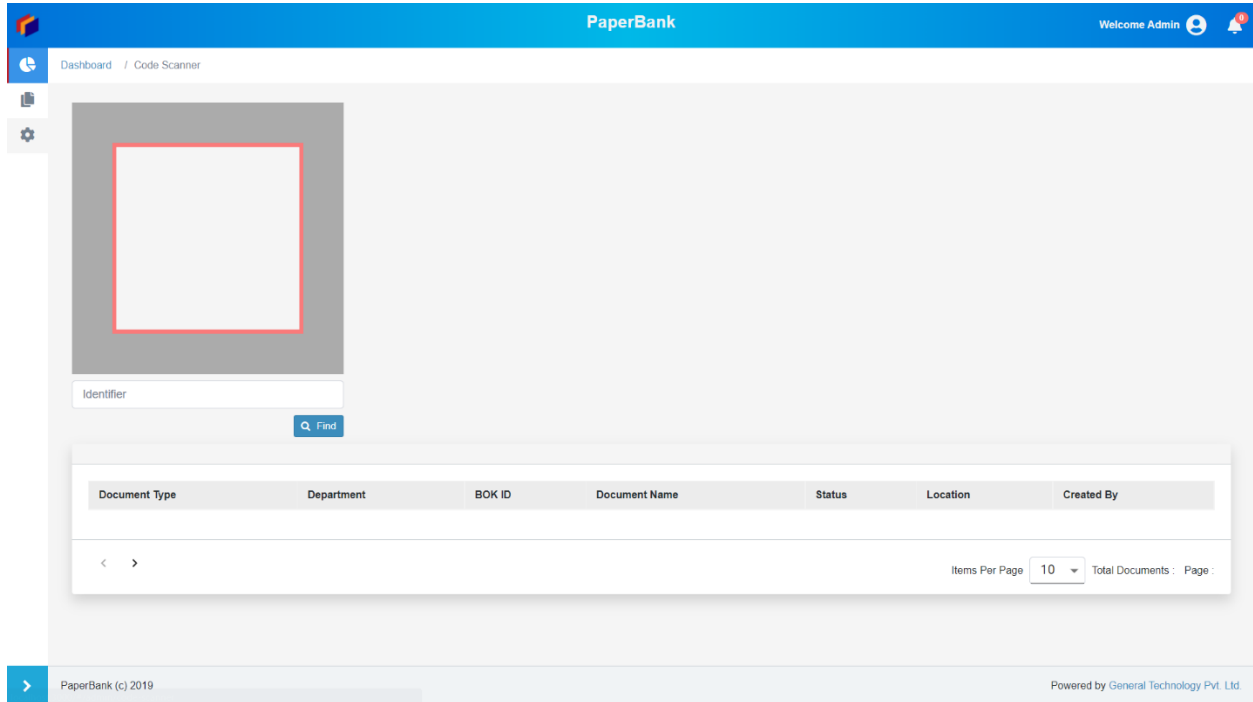 PaperBank
Welcome Admin
0
Dashboard / Code Scanner
Identifier
Find
Document Type Department BOK ID Document Name Status Location Created By
Items Per Page 10 Total Documents : Page :
PaperBank (c) 2019
Powered by General Technology Pvt. Ltd.